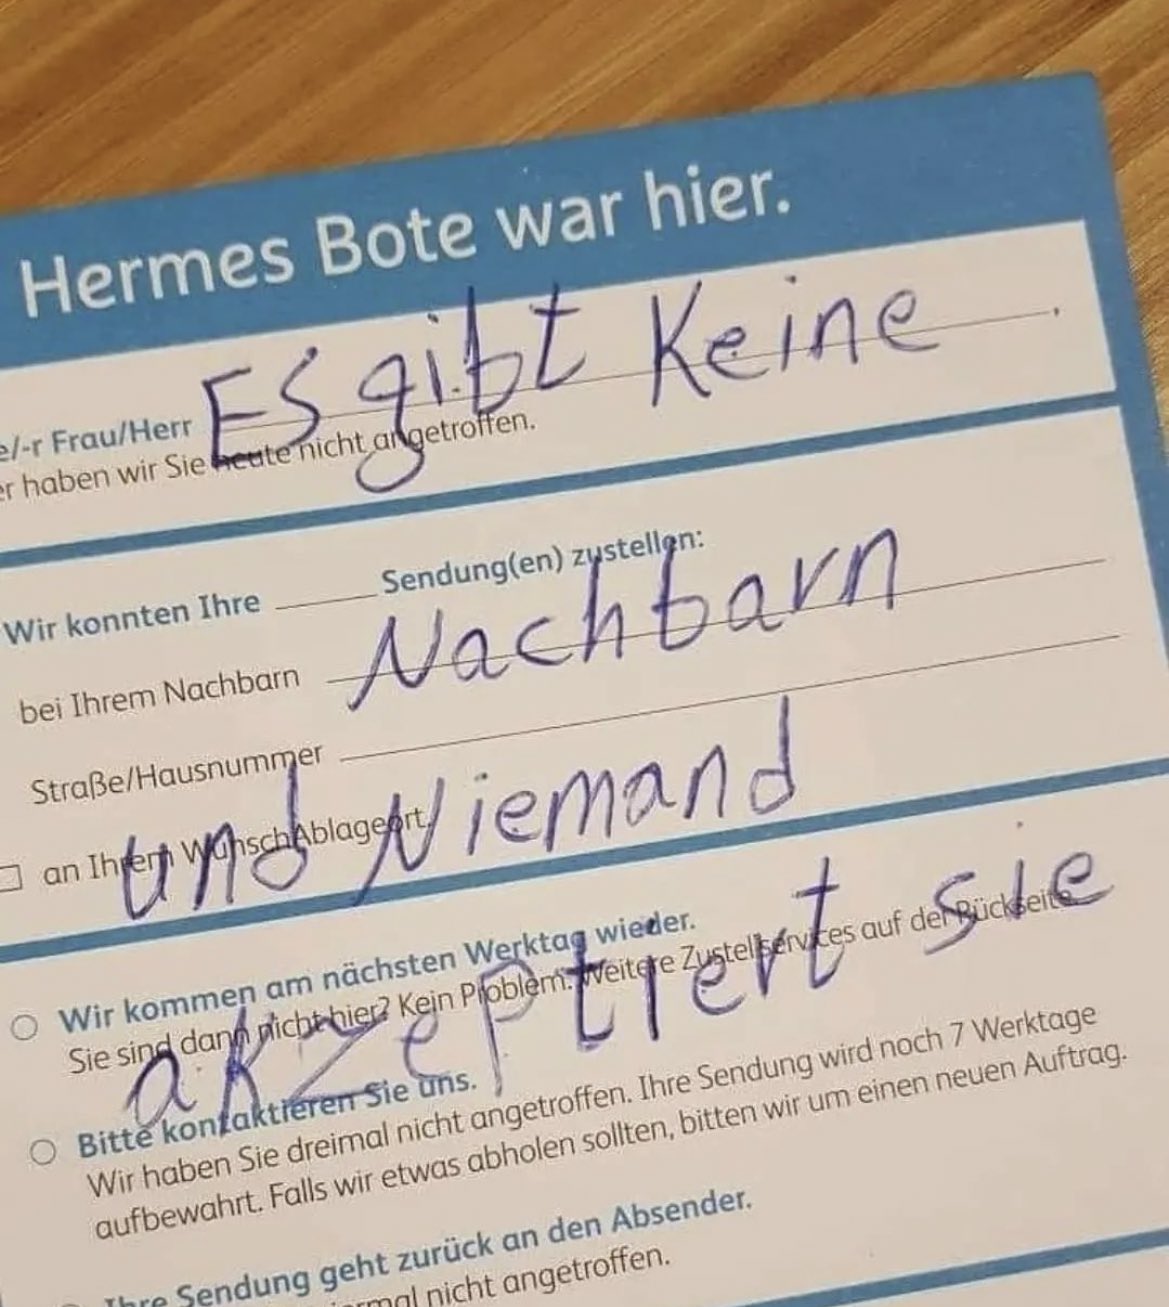 Hermes Bote war hier.
Es gibt Keine
e/-r Frau/Herr
er haben wir Sie heute nicht angetroffen.
Wir konnten Ihre Sendung(en) zustellen:
Nachbarn
bei Ihrem Nachbarn
Straße/Hausnummer
und Niemand
an Ihrem WunschAblageort.
akzeptiert sie
Wir kommen am nächsten Werktag wieder.
Sie sind dann nicht hier? Kein Problem. Weitere Zustellservices auf der Rückseite
Bitte kontaktieren Sie uns.
Wir haben Sie dreimal nicht angetroffen. Ihre Sendung wird noch 7 Werktage
aufbewahrt. Falls wir etwas abholen sollten, bitten wir um einen neuen Auftrag.
Ihre Sendung geht zurück an den Absender.
nicht angetroffen.